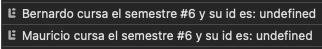 Bernardo cursa el semestre #6 y su id es: undefined
Mauricio cursa el semestre #6 y su id es: undefined